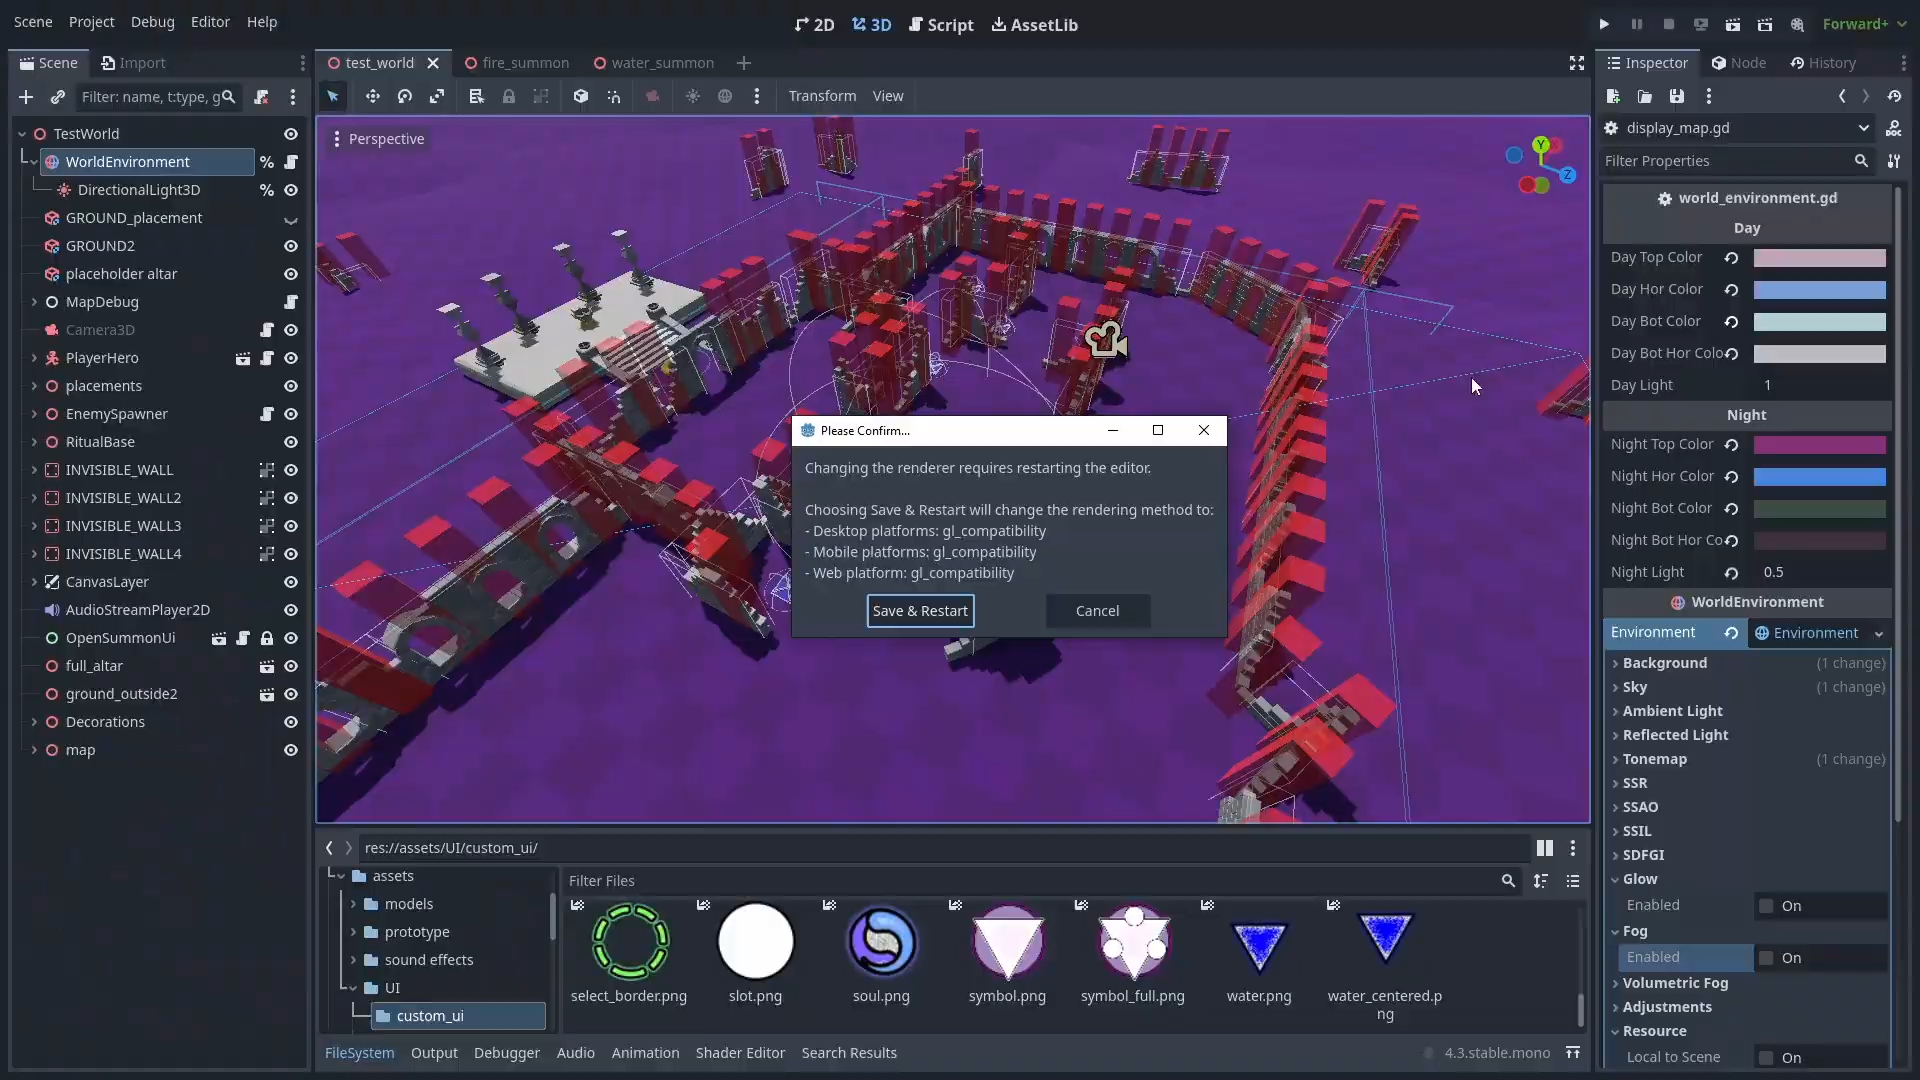 Scene Project Debug Editor Help
2D 3D Script AssetLib
Forward+
Scene Import
Filter: name, t:type, g
TestWorld
WorldEnvironment
DirectionalLight3D
GROUND_placement
GROUND2
placeholder altar
MapDebug
Camera3D
PlayerHero
placements
EnemySpawner
RitualBase
INVISIBLE_WALL
INVISIBLE_WALL2
INVISIBLE_WALL3
INVISIBLE_WALL4
CanvasLayer
AudioStreamPlayer2D
OpenSummonUi
full_altar
ground_outside2
Decorations
map
test_world fire_summon water_summon
Transform View
Perspective
Y
Z
Please Confirm...
Changing the renderer requires restarting the editor.
Choosing Save & Restart will change the rendering method to:
- Desktop platforms: gl_compatibility
- Mobile platforms: gl_compatibility
- Web platform: gl_compatibility
Save & Restart Cancel
res://assets/UI/custom_ui/
assets
models
prototype
sound effects
UI
custom_ui
Filter Files
select_border.png slot.png soul.png symbol.png symbol_full.png water.png water_centered.p
ng
FileSystem Output Debugger Audio Animation Shader Editor Search Results
4.3.stable.mono
Inspector Node History
display_map.gd
Filter Properties
world_environment.gd
Day
Day Top Color
Day Hor Color
Day Bot Color
Day Bot Hor Colo
Day Light 1
Night
Night Top Color
Night Hor Color
Night Bot Color
Night Bot Hor Co
Night Light 0.5
WorldEnvironment
Environment Environment
Background (1 change)
Sky (1 change)
Ambient Light
Reflected Light
Tonemap (1 change)
SSR
SSAO
SSIL
SDFGI
Glow
Enabled On
Fog
Enabled On
Volumetric Fog
Adjustments
Resource
Local to Scene On